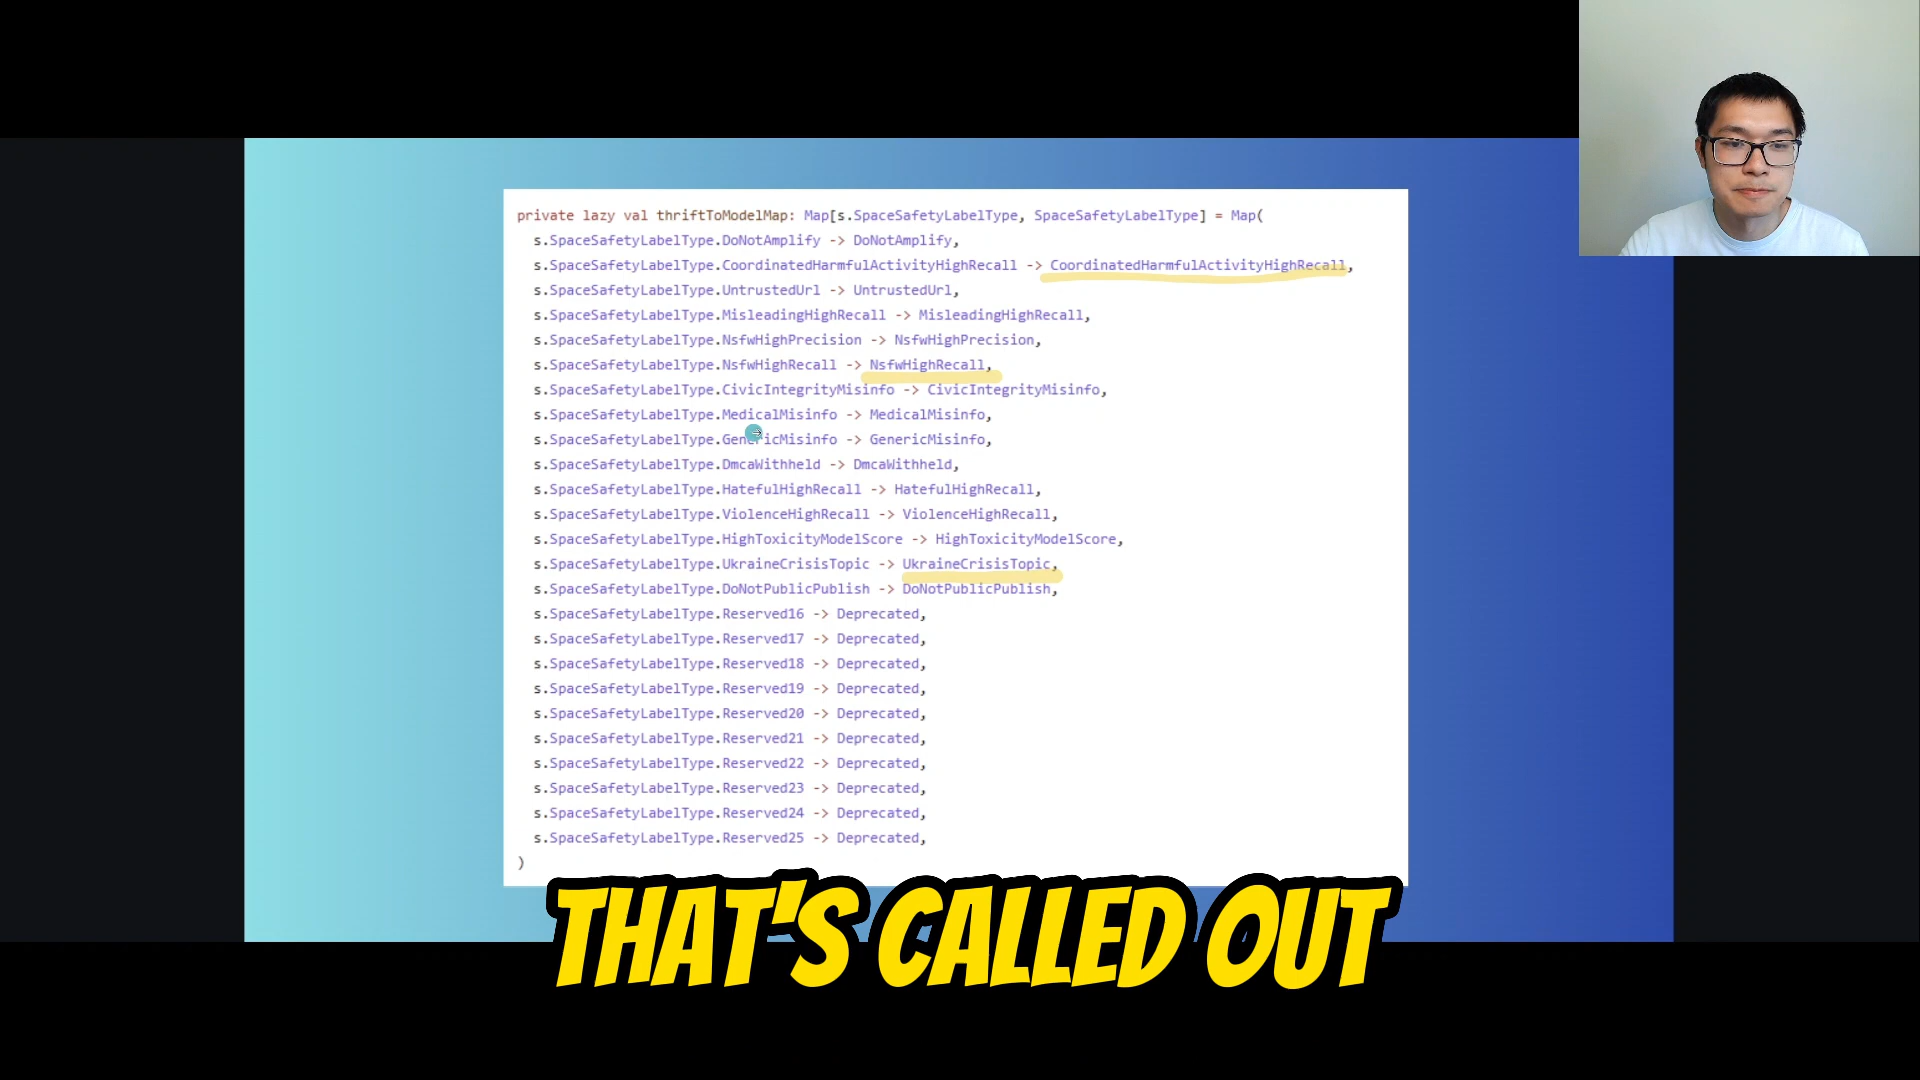 private lazy val thriftToModelMap: Map[s.SpaceSafetyLabelType, SpaceSafetyLabelType] = Map(
s.SpaceSafetyLabelType.DoNotAmplify -> DoNotAmplify,
s.SpaceSafetyLabelType.CoordinatedHarmfulActivityHighRecall -> CoordinatedHarmfulActivityHighRecall,
s.SpaceSafetyLabelType.UntrustedUrl -> UntrustedUrl,
s.SpaceSafetyLabelType.MisleadingHighRecall -> MisleadingHighRecall,
s.SpaceSafetyLabelType.NsfwHighPrecision -> NsfwHighPrecision,
s.SpaceSafetyLabelType.NsfwHighRecall -> NsfwHighRecall,
s.SpaceSafetyLabelType.CivicIntegrityMisinfo -> CivicIntegrityMisinfo,
s.SpaceSafetyLabelType.MedicalMisinfo -> MedicalMisinfo,
s.SpaceSafetyLabelType.GenericMisinfo -> GenericMisinfo,
s.SpaceSafetyLabelType.DmcaWithheld -> DmcaWithheld,
s.SpaceSafetyLabelType.HatefulHighRecall -> HatefulHighRecall,
s.SpaceSafetyLabelType.ViolenceHighRecall -> ViolenceHighRecall,
s.SpaceSafetyLabelType.HighToxicityModelScore -> HighToxicityModelScore,
s.SpaceSafetyLabelType.UkraineCrisisTopic -> UkraineCrisisTopic,
s.SpaceSafetyLabelType.DoNotPublicPublish -> DoNotPublicPublish,
s.SpaceSafetyLabelType.Reserved16 -> Deprecated,
s.SpaceSafetyLabelType.Reserved17 -> Deprecated,
s.SpaceSafetyLabelType.Reserved18 -> Deprecated,
s.SpaceSafetyLabelType.Reserved19 -> Deprecated,
s.SpaceSafetyLabelType.Reserved20 -> Deprecated,
s.SpaceSafetyLabelType.Reserved21 -> Deprecated,
s.SpaceSafetyLabelType.Reserved22 -> Deprecated,
s.SpaceSafetyLabelType.Reserved23 -> Deprecated,
s.SpaceSafetyLabelType.Reserved24 -> Deprecated,
s.SpaceSafetyLabelType.Reserved25 -> Deprecated,
)
THAT'S CALLED OUT